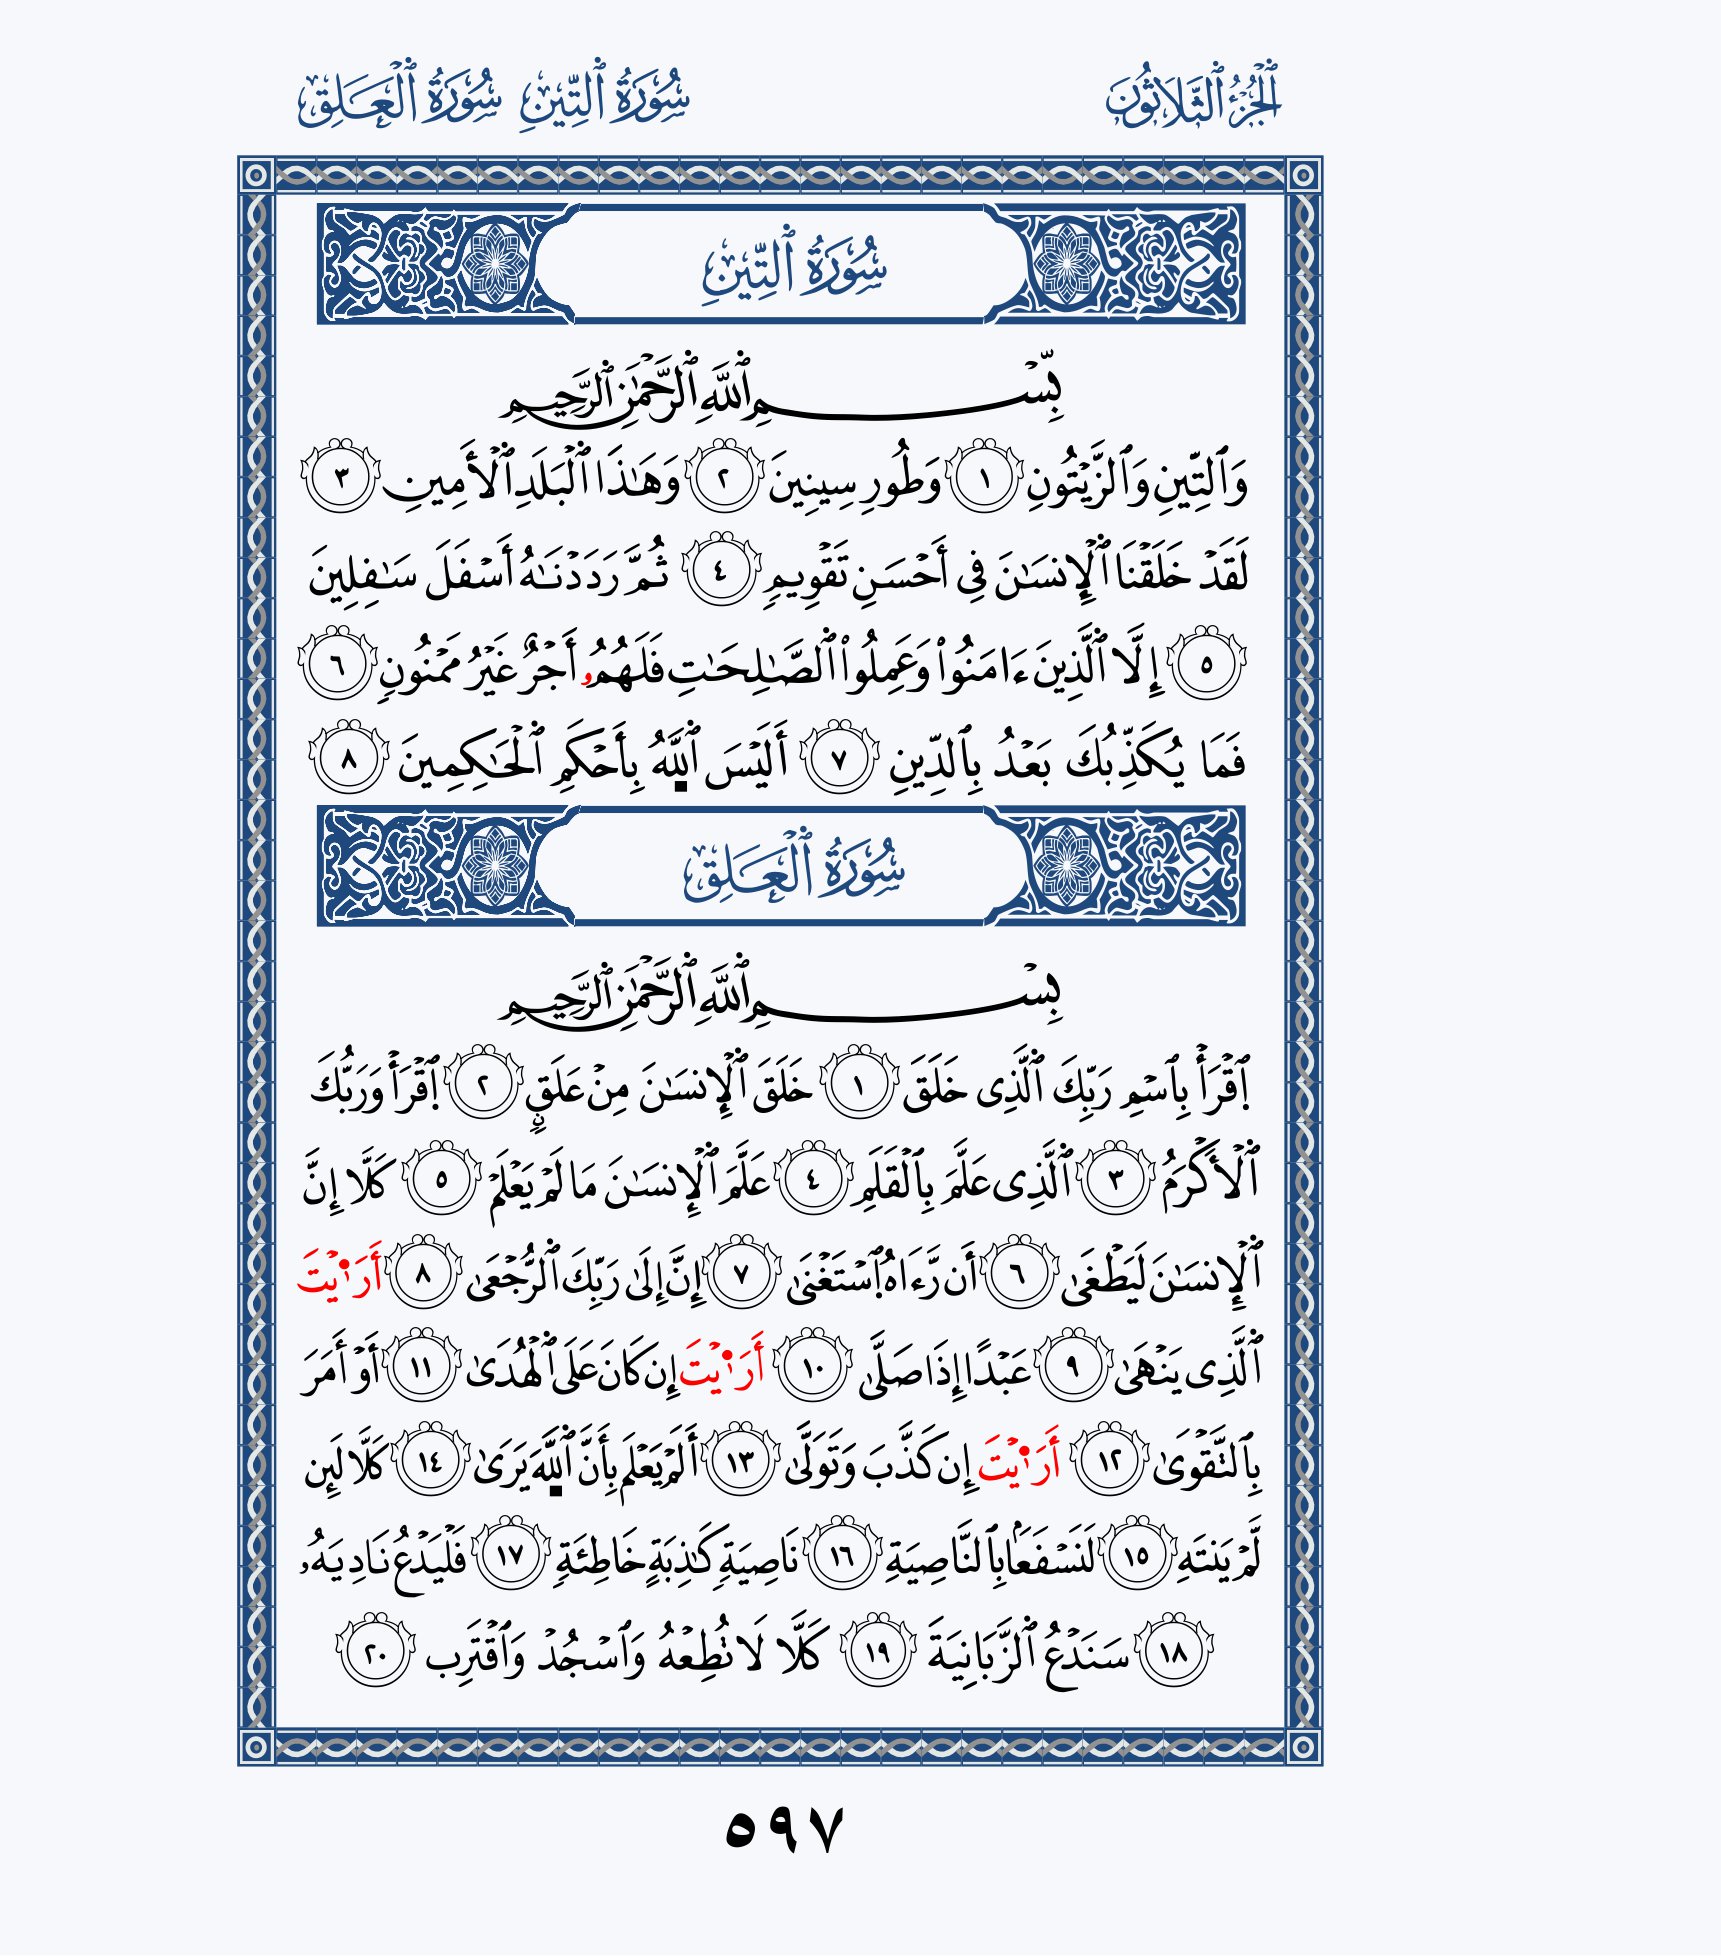 ٱلْجُزْءُ ٱلثَّلَاثُونَ
سُورَةُ ٱلتِّينِ سُورَةُ ٱلْعَلَقِ
سُورَةُ ٱلتِّينِ
بِّسْمِ ٱللَّهِ ٱلرَّحْمَٰنِ ٱلرَّحِيمِ
وَٱلتِّينِ وَٱلزَّيْتُونِ ١ وَطُورِ سِينِينَ ٢ وَهَٰذَا ٱلْبَلَدِ ٱلْأَمِينِ ٣
لَقَدْ خَلَقْنَا ٱلْإِنسَٰنَ فِى أَحْسَنِ تَقْوِيمٍ ٤ ثُمَّ رَدَدْنَٰهُ أَسْفَلَ سَٰفِلِينَ
٥ إِلَّا ٱلَّذِينَ ءَامَنُوا۟ وَعَمِلُوا۟ ٱلصَّٰلِحَٰتِ فَلَهُمُۥ أَجْرٌ غَيْرُ مَمْنُونٍ ٦
فَمَا يُكَذِّبُكَ بَعْدُ بِٱلدِّينِ ٧ أَلَيْسَ ٱللَّهُ بِأَحْكَمِ ٱلْحَٰكِمِينَ ٨
سُورَةُ ٱلْعَلَقِ
بِسْمِ ٱللَّهِ ٱلرَّحْمَٰنِ ٱلرَّحِيمِ
ٱقْرَأْ بِٱسْمِ رَبِّكَ ٱلَّذِى خَلَقَ ١ خَلَقَ ٱلْإِنسَٰنَ مِنْ عَلَقٍ ٢ ٱقْرَأْ وَرَبُّكَ
ٱلْأَكْرَمُ ٣ ٱلَّذِى عَلَّمَ بِٱلْقَلَمِ ٤ عَلَّمَ ٱلْإِنسَٰنَ مَا لَمْ يَعْلَمْ ٥ كَلَّا إِنَّ
ٱلْإِنسَٰنَ لَيَطْغَىٰ ٦ أَن رَّءَاهُ ٱسْتَغْنَىٰ ٧ إِنَّ إِلَىٰ رَبِّكَ ٱلرُّجْعَىٰ ٨ أَرَٰ۬يْتَ
ٱلَّذِى يَنْهَىٰ ٩ عَبْدًا إِذَا صَلَّىٰ ١٠ أَرَٰ۬يْتَ إِن كَانَ عَلَى ٱلْهُدَىٰ ١١ أَوْ أَمَرَ
بِٱلتَّقْوَىٰ ١٢ أَرَٰ۬يْتَ إِن كَذَّبَ وَتَوَلَّىٰ ١٣ أَلَمْ يَعْلَم بِأَنَّ ٱللَّهَ يَرَىٰ ١٤ كَلَّا لَئِن
لَّمْ يَنتَهِ ١٥ لَنَسْفَعَۢا بِٱلنَّاصِيَةِ ١٦ نَاصِيَةٍ كَٰذِبَةٍ خَاطِئَةٍ ١٧ فَلْيَدْعُ نَادِيَهُۥ
١٨ سَنَدْعُ ٱلزَّبَانِيَةَ ١٩ كَلَّا لَا تُطِعْهُ وَٱسْجُدْ وَٱقْتَرِب ٢٠
٥٩٧